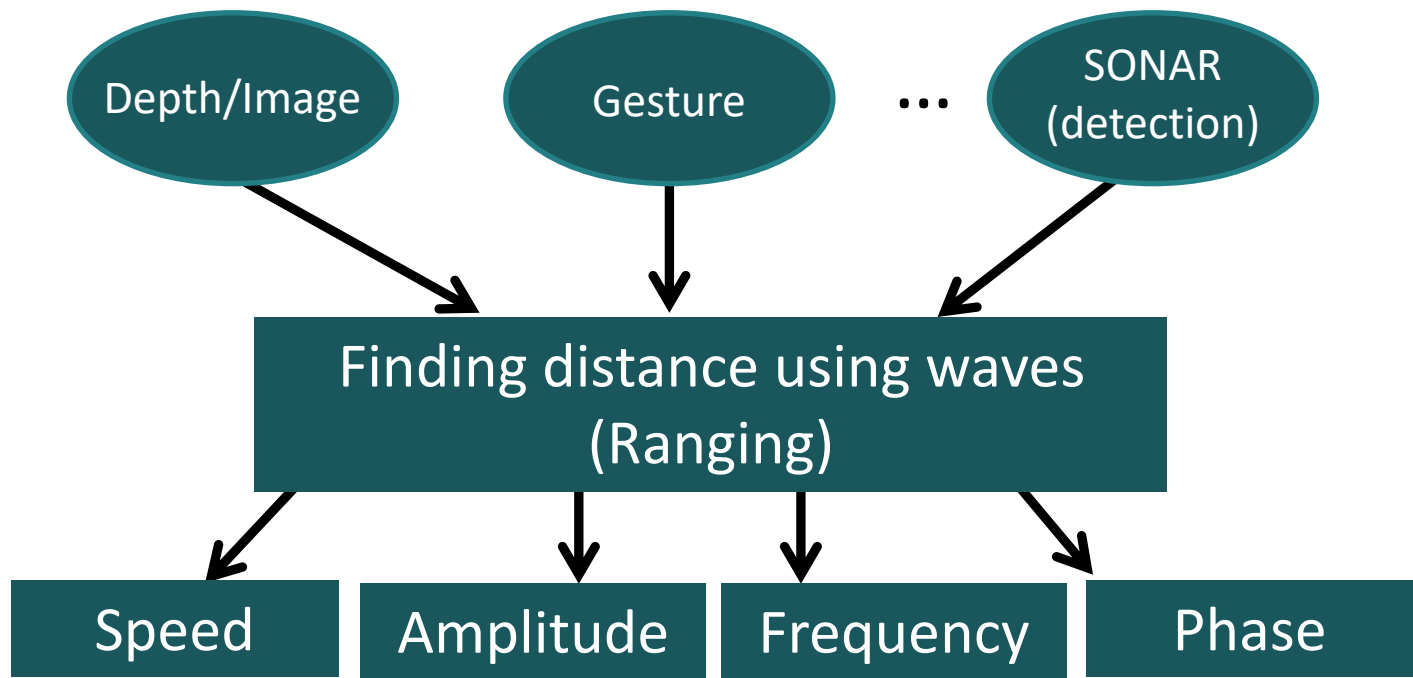 Depth/Image
Gesture
...
SONAR
(detection)
Finding distance using waves
(Ranging)
Speed
Amplitude
Frequency
Phase